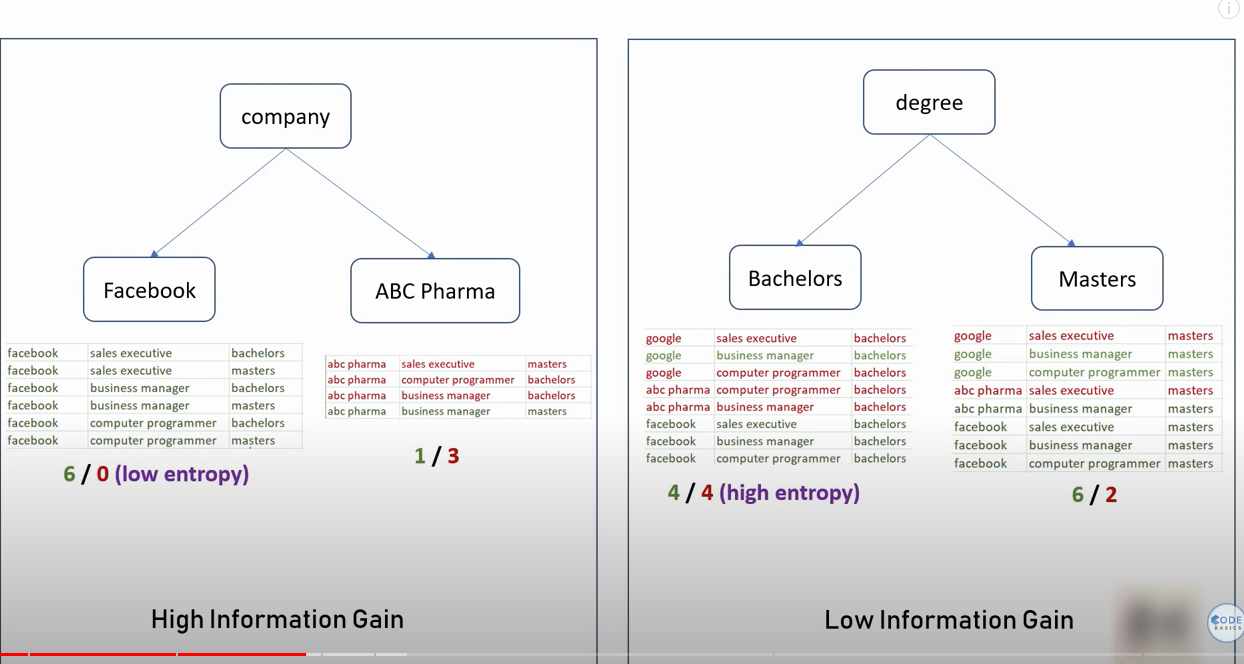 company
Facebook
ABC Pharma
facebook sales executive bachelors
facebook sales executive masters
facebook business manager bachelors
facebook business manager masters
facebook computer programmer bachelors
facebook computer programmer masters
6 / 0 (low entropy)
abc pharma sales executive masters
abc pharma computer programmer bachelors
abc pharma business manager bachelors
abc pharma business manager masters
1 / 3
High Information Gain
degree
Bachelors
Masters
google sales executive bachelors
google business manager bachelors
google computer programmer bachelors
abc pharma computer programmer bachelors
abc pharma business manager bachelors
facebook sales executive bachelors
facebook business manager bachelors
facebook computer programmer bachelors
4 / 4 (high entropy)
google sales executive masters
google business manager masters
google computer programmer masters
abc pharma sales executive masters
abc pharma business manager masters
facebook sales executive masters
facebook business manager masters
facebook computer programmer masters
6 / 2
Low Information Gain
CODE
BASICS